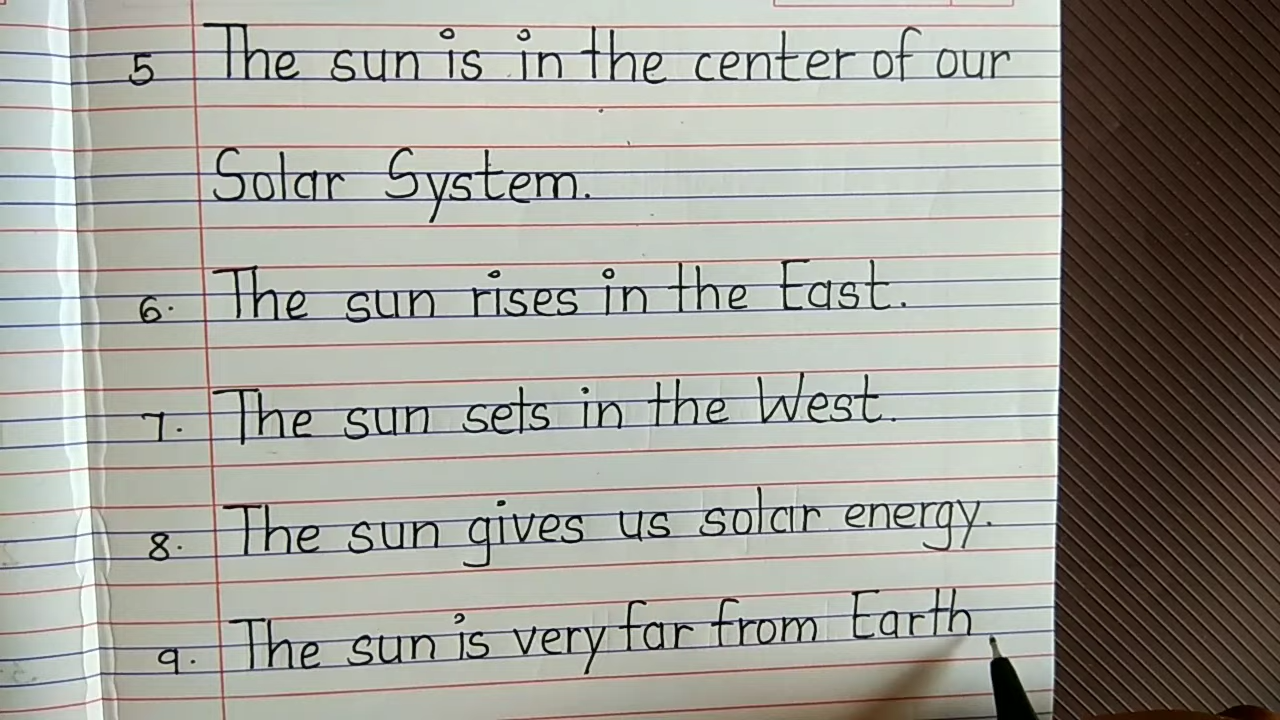 5 The sun is in the center of our
Solar System.
6. The sun rises in the East.
7. The sun sets in the West.
8. The sun gives us solar energy.
9. The sun is very far from Earth